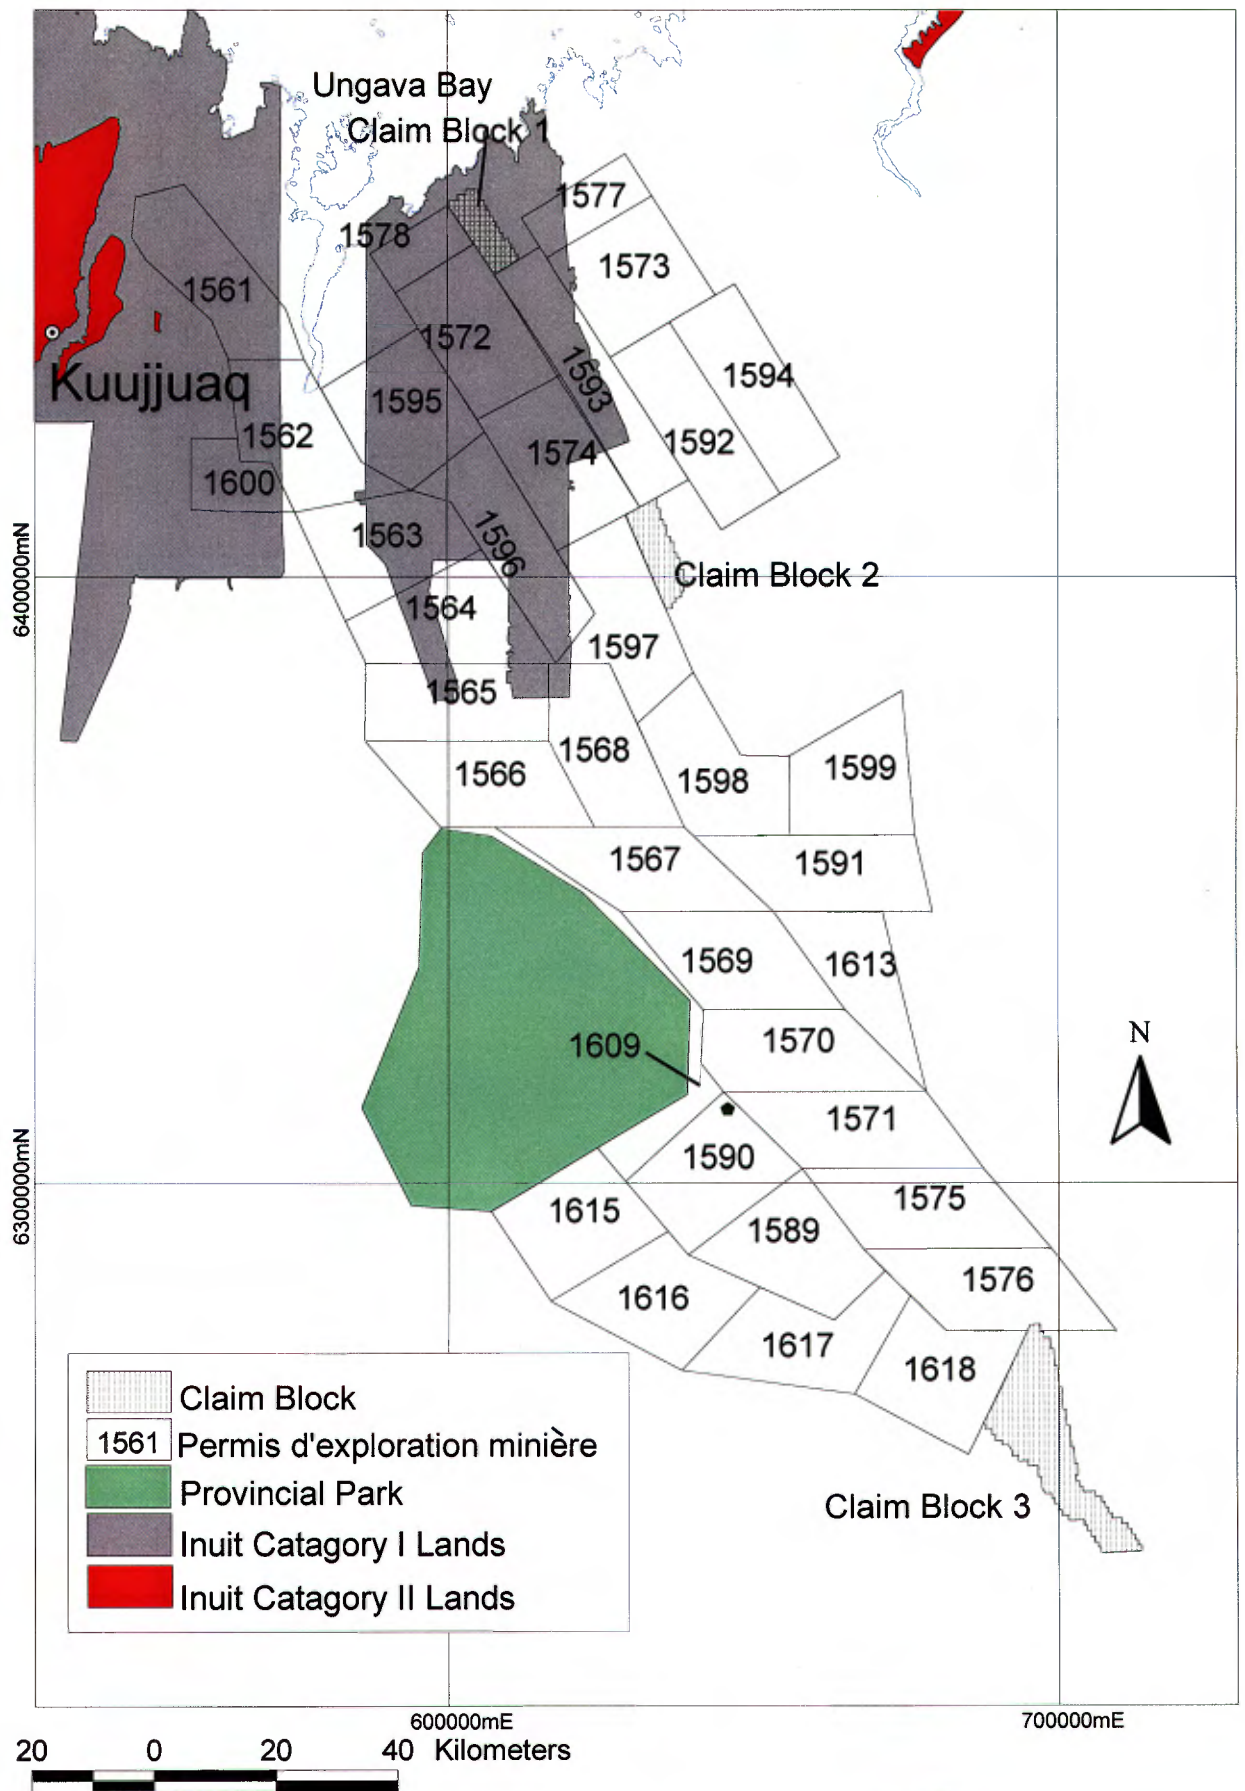 Ungava Bay
Claim Block 1
1577
1578
1573
1561
1572
1593
1594
Kuujjuaq
1595
1562
1574
1592
1600
1563
1596
6400000mN
Claim Block 2
1564
1597
1565
1568
1566
1598
1599
1567
1591
1569
1613
N
1609
1570
1571
1590
6300000mN
1615
1575
1589
1576
1616
1617
1618
Claim Block
1561 Permis d'exploration minière
Provincial Park
Inuit Catagory I Lands
Inuit Catagory II Lands
Claim Block 3
600000mE
700000mE
20 0 20 40 Kilometers